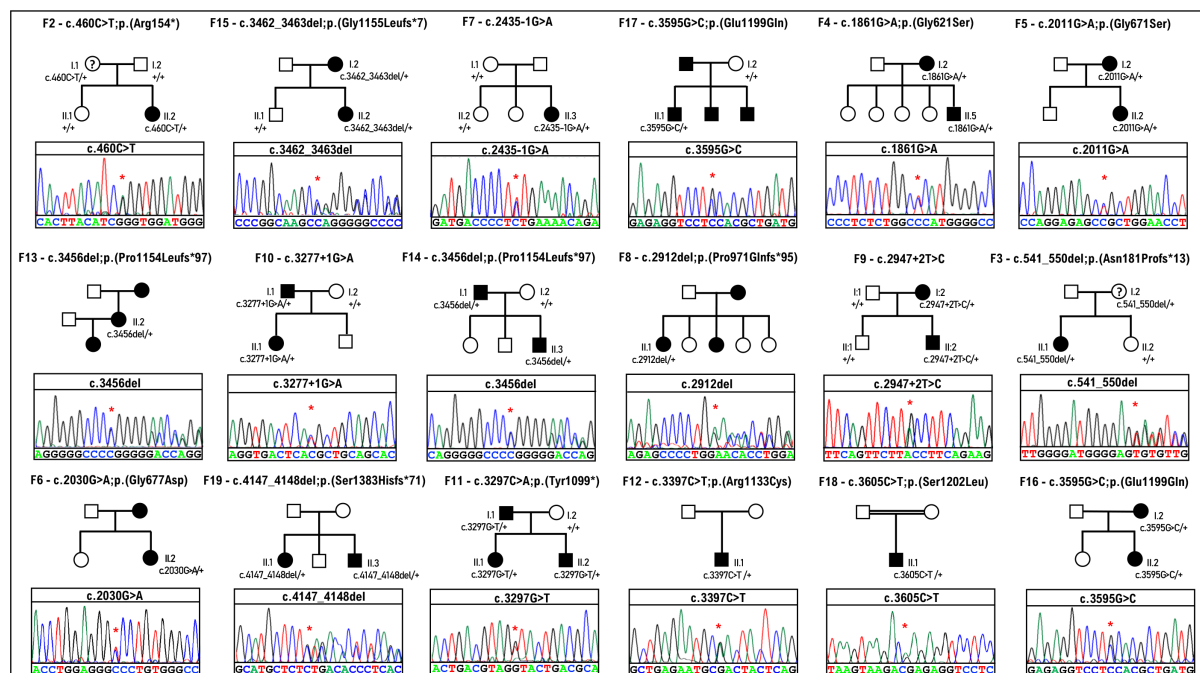 F2 - c.460C>T; p.(Arg154*)
I.1
?
I.2
c.460C>T/+
+/+
II.1
II.2
+/+
c.460C>T/+
c.460C>T
*
CACTTACATCGGGTGGATGGG
F15 - c.3462_3463del;p.(Gly1155Leufs*7)
I.2
c.3462_3463del/+
II.1
II.2
+/+
c.3462_3463del/+
c.3462_3463del
*
CCCGGCAAGCCAGGGGGCCCC
F7 - c.2435-1G>A
I:1
+/+
II.2
II.3
+/+
c.2435-1G>A/+
c.2435-1G>A
*
GATGACCCCTCTGAAAACAGA
F17 - c.3595G>C;p.(Glu1199Gln)
I.2
+/+
II.1
c.3595G>C/+
c.3595G>C
*
GAGAGGTCCTCCACGCTGATG
F4 - c.1861G>A;p.(Gly621Ser)
I.2
c.1861G>A/+
II.5
c.1861G>A/+
c.1861G>A
*
CCCTCTCTGGCCCATGGGGCC
F5 - c.2011G>A;p.(Gly671Ser)
I.2
c.2011G>A/+
II.2
c.2011G>A/+
c.2011G>A
*
CCAGGAGAGCCGCTGGAACCT
F13 - c.3456del;p.(Pro1154Leufs*97)
II.2
c.3456del/+
c.3456del
*
AGGGGGCCCCGGGGGACCAGG
F10 - c.3277+1G>A
I.1
I.2
c.3277+1G>A/+
+/+
II.1
c.3277+1G>A/+
c.3277+1G>A
*
AGGTGACTCACGCTGCAGCAC
F14 - c.3456del;p.(Pro1154Leufs*97)
I.1
I.2
c.3456del/+
+/+
II.3
c.3456del/+
c.3456del
*
CAGGGGGCCCCGGGGGACCAG
F8 - c.2912del;p.(Pro971Glnfs*95)
II.1
c.2912del/+
c.2912del
*
AGAGCCCCTGGAACACCTGGA
F9 - c.2947+2T>C
I:1
I:2
+/+
c.2947+2T>C/+
II:1
II:2
+/+
c.2947+2T>C/+
c.2947+2T>C
*
TTCAGTTCTTACCTTCAGAAG
F3 - c.541_550del;p.(Asn181Profs*13)
?
I.2
c.541_550del/+
II.1
II.2
c.541_550del/+
+/+
c.541_550del
*
TTGGGGATGGGGAGTGTGTTG
F6 - c.2030G>A;p.(Gly677Asp)
II.2
c.2030G>A/+
c.2030G>A
*
ACCTGGAGGGCCCTGTGGGCC
F19 - c.4147_4148del;p.(Ser1383Hisfs*71)
II.1
II.3
c.4147_4148del/+
c.4147_4148del/+
c.4147_4148del
*
GCATGCTCTCTGACACCCTCAC
F11 - c.3297C>A;p.(Tyr1099*)
I.1
I.2
c.3297G>T/+
+/+
II.1
II.2
c.3297G>T/+
c.3297G>T/+
c.3297G>T
*
ACTGACGTAGGTACTGACGCA
F12 - c.3397C>T;p.(Arg1133Cys)
II.1
c.3397C>T/+
c.3397C>T
*
GCTGAGAATGCGACTACTCAG
F18 - c.3605C>T;p.(Ser1202Leu)
II.1
c.3605C>T/+
c.3605C>T
*
TAAGTAAGACGAGAGGTCCTC
F16 - c.3595G>C;p.(Glu1199Gln)
I.2
c.3595G>C/+
II.2
c.3595G>C/+
c.3595G>C
*
GAGAGGTCCTCCACGCTGATG